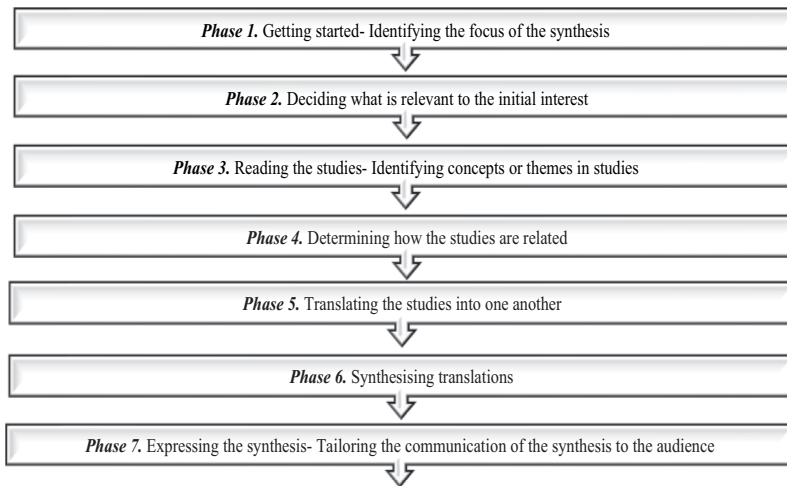 Phase 1. Getting started- Identifying the focus of the synthesis
Phase 2. Deciding what is relevant to the initial interest
Phase 3. Reading the studies- Identifying concepts or themes in studies
Phase 4. Determining how the studies are related
Phase 5. Translating the studies into one another
Phase 6. Synthesising translations
Phase 7. Expressing the synthesis- Tailoring the communication of the synthesis to the audience